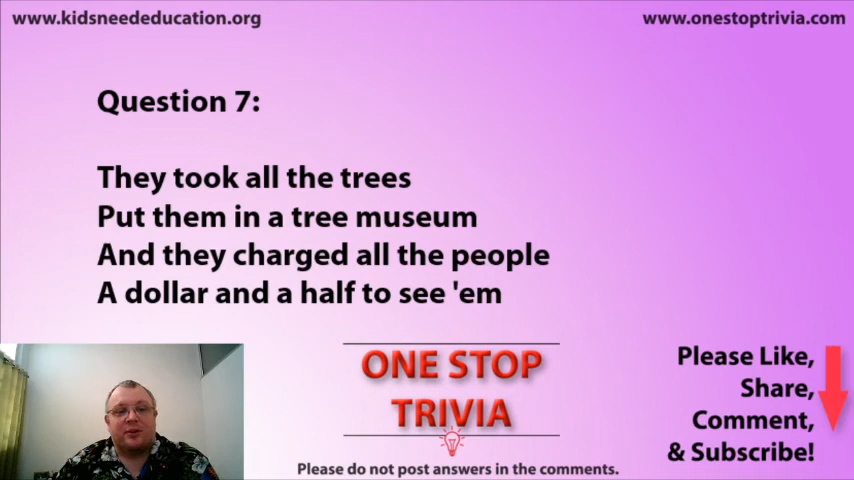 www.kidsneededucation.org
www.onestoptrivia.com
Question 7:
They took all the trees
Put them in a tree museum
And they charged all the people
A dollar and a half to see 'em
ONE STOP
TRIVIA
Please do not post answers in the comments.
Please Like,
Share,
Comment,
& Subscribe!